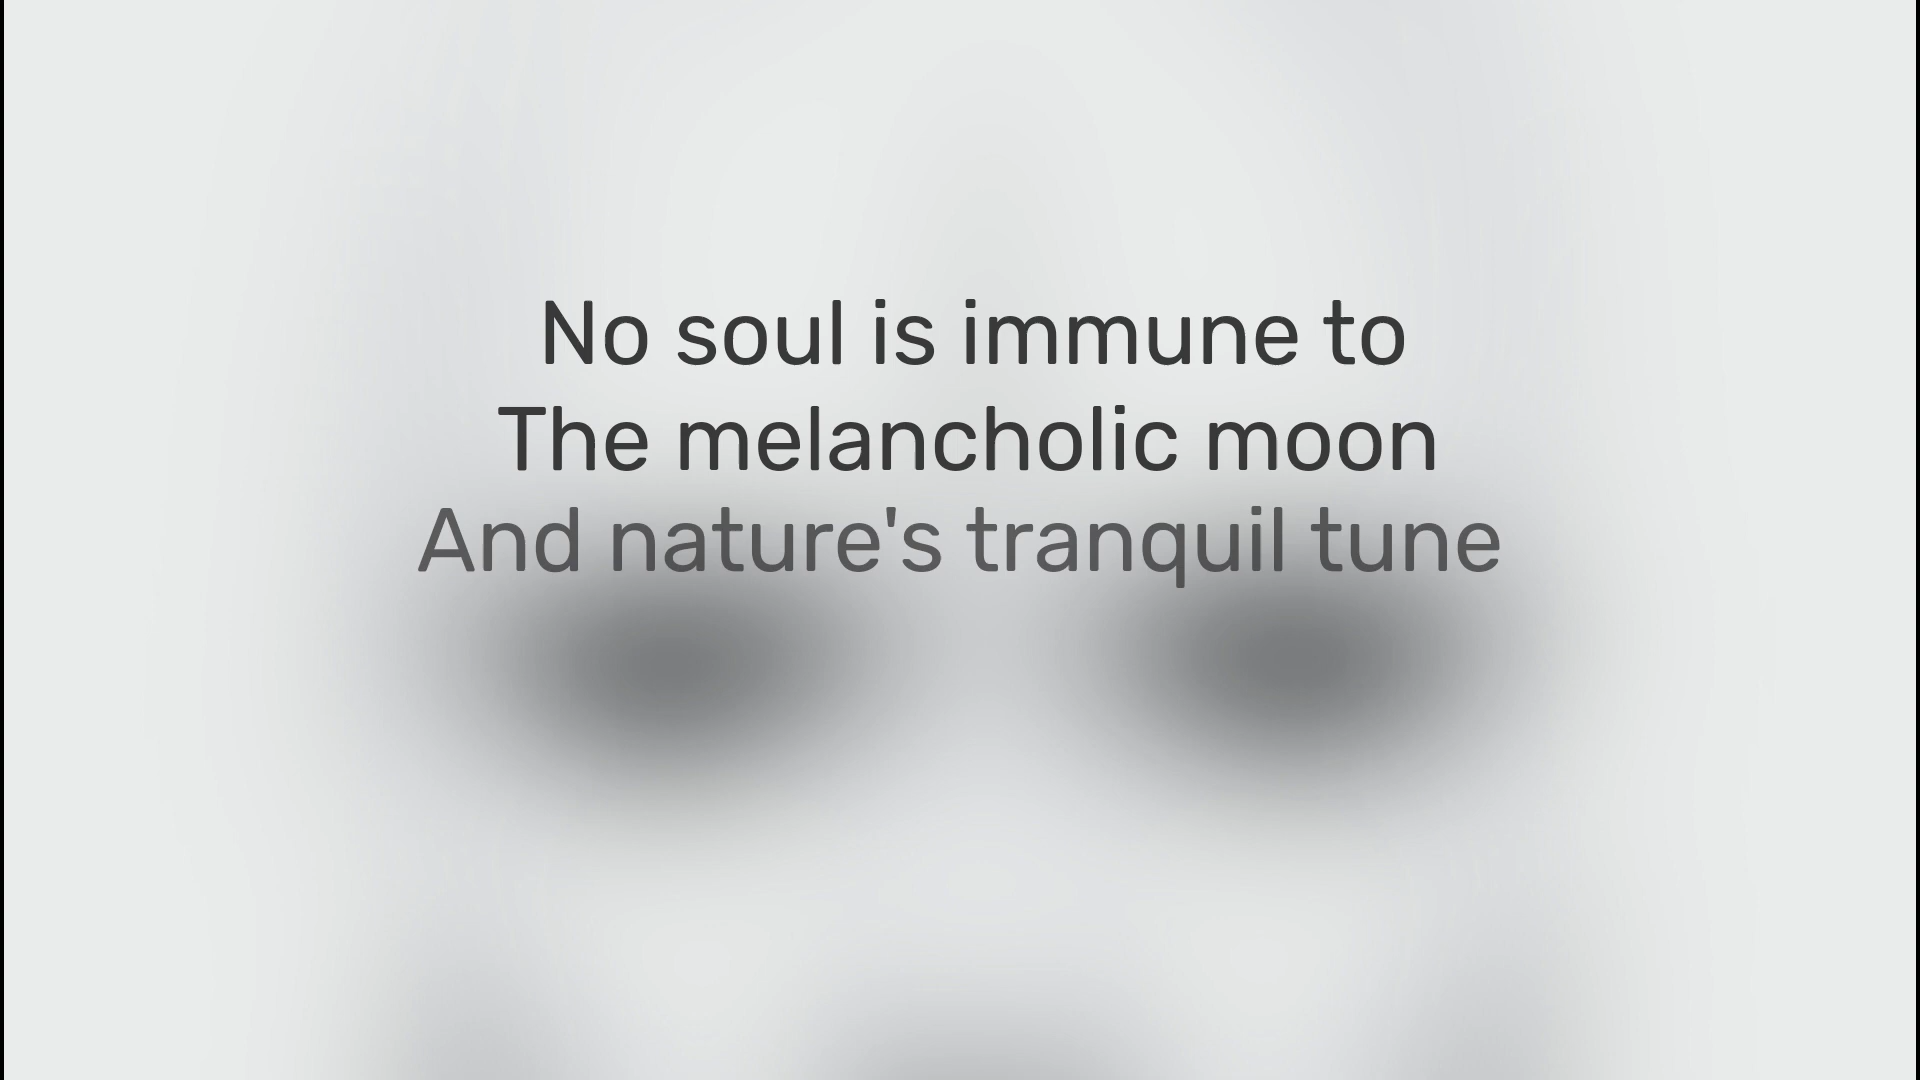 No soul is immune to
The melancholic moon
And nature's tranquil tune